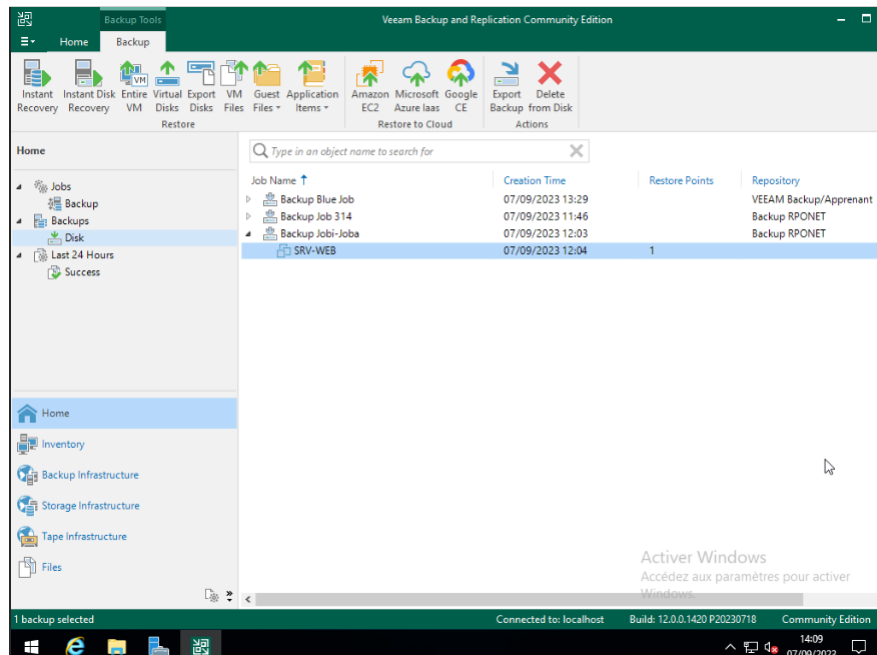 Backup Tools
Veeam Backup and Replication Community Edition
Home Backup
Instant Recovery
Instant Disk Recovery
Entire VM
Virtual Disks
Export Disks
VM Files
Guest Files
Application Items
Amazon EC2
Microsoft Azure Iaas
Google CE
Export Backup
Delete from Disk
Restore
Restore to Cloud
Actions
Home
Type in an object name to search for
Jobs
Backup
Backups
Disk
Last 24 Hours
Success
Job Name Creation Time Restore Points Repository
Backup Blue Job 07/09/2023 13:29 VEEAM Backup/Apprenant
Backup Job 314 07/09/2023 11:46 Backup RPONET
Backup Jobi-Joba 07/09/2023 12:03 Backup RPONET
SRV-WEB 07/09/2023 12:04 1
Home
Inventory
Backup Infrastructure
Storage Infrastructure
Tape Infrastructure
Files
Activer Windows
Accédez aux paramètres pour activer
Windows.
1 backup selected Connected to: localhost Build: 12.0.0.1420 P20230718 Community Edition
14:09
07/09/2023